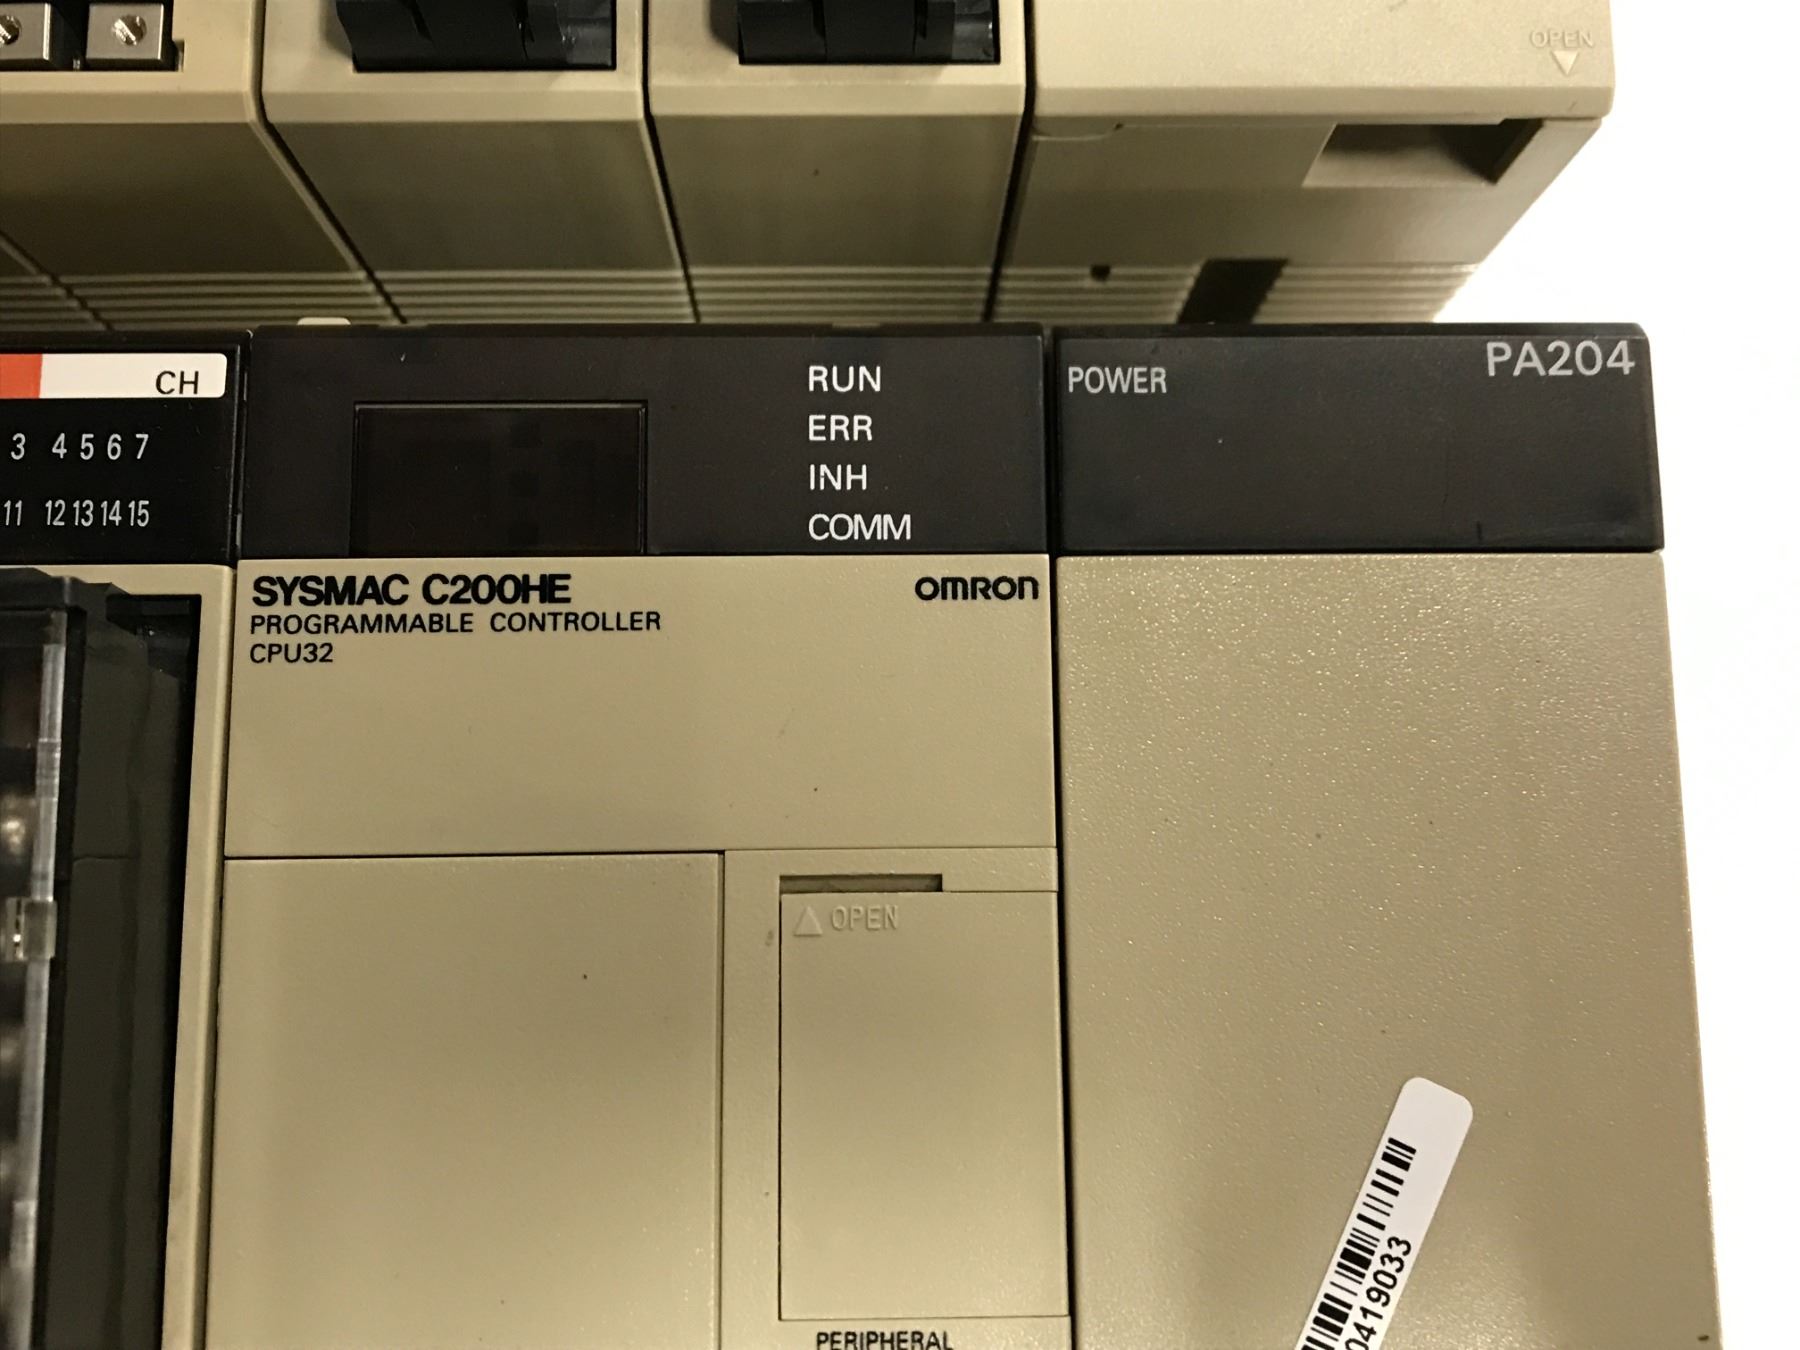 OPEN
CH
3 4 5 6 7
11 12 13 14 15
RUN
ERR
INH
COMM
POWER
PA204
SYSMAC C200HE
OMRON
PROGRAMMABLE CONTROLLER
CPU32
OPEN
PERIPHERAL
0419033